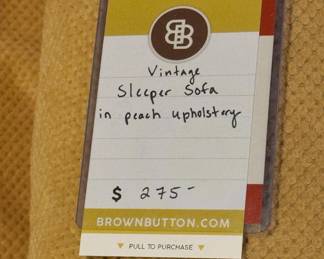 BB
Vintage
Sleeper Sofa
in peach upholstery
$ 275-
BROWNBUTTON.COM
PULL TO PURCHASE